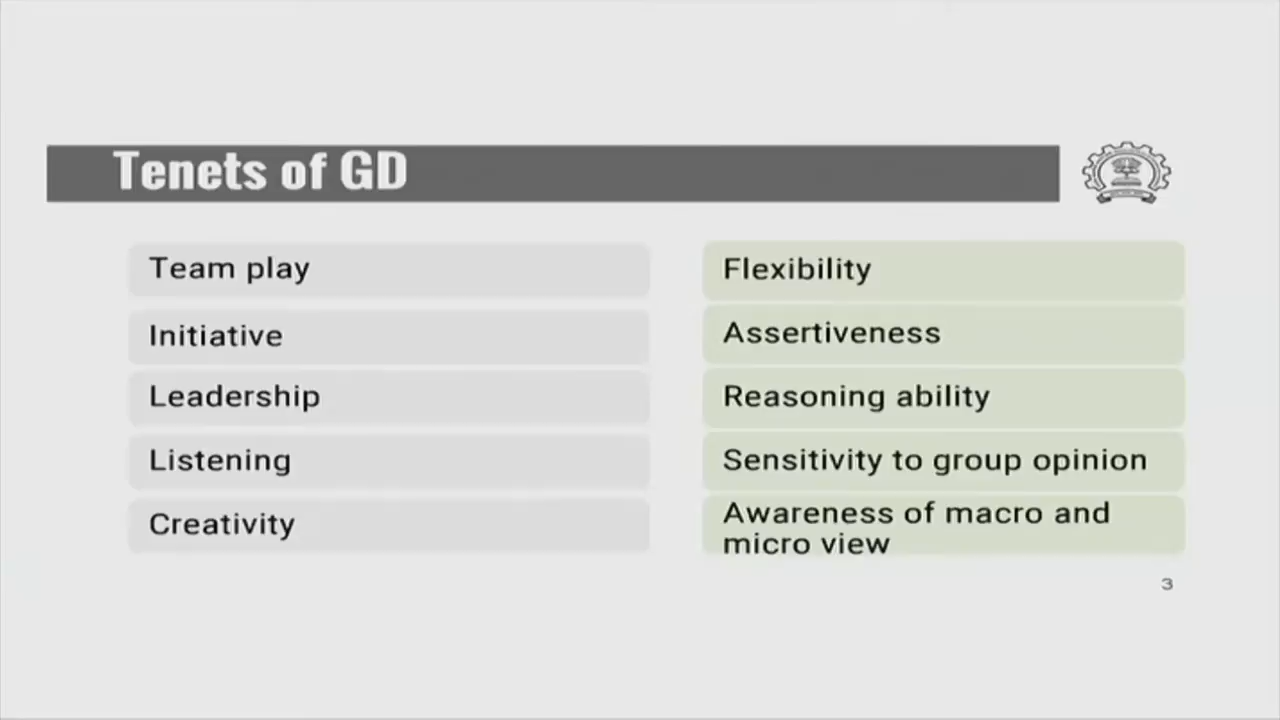 Tenets of GD
Team play
Initiative
Leadership
Listening
Creativity
Flexibility
Assertiveness
Reasoning ability
Sensitivity to group opinion
Awareness of macro and
micro view
3